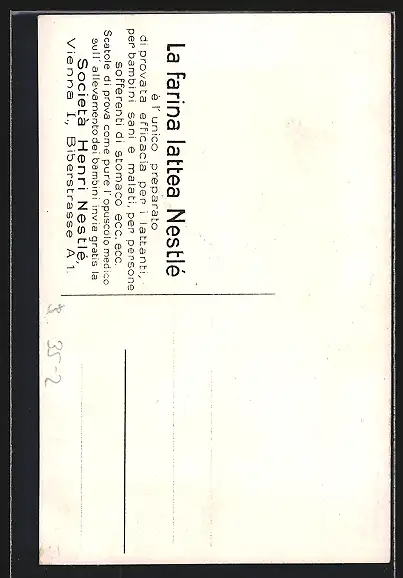 La farina lattea Nestlé
è l'unico preparato
di provata efficacia per i lattanti,
per bambini sani e malati, per persone
sofferenti di stomaco ecc. ecc.
Scatole di prova come pure l'opuscolo medico
sull'allevamento dei bambini invia gratis la
Società Henri Nestlé,
Vienna I, Biberstrasse A 1
35-2